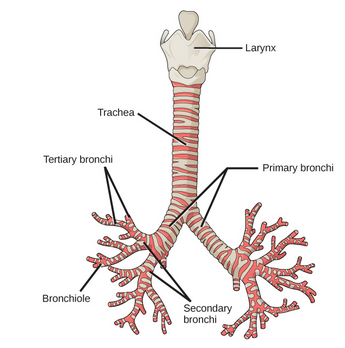 Larynx
Trachea
Tertiary bronchi
Primary bronchi
Bronchiole
Secondary
bronchi